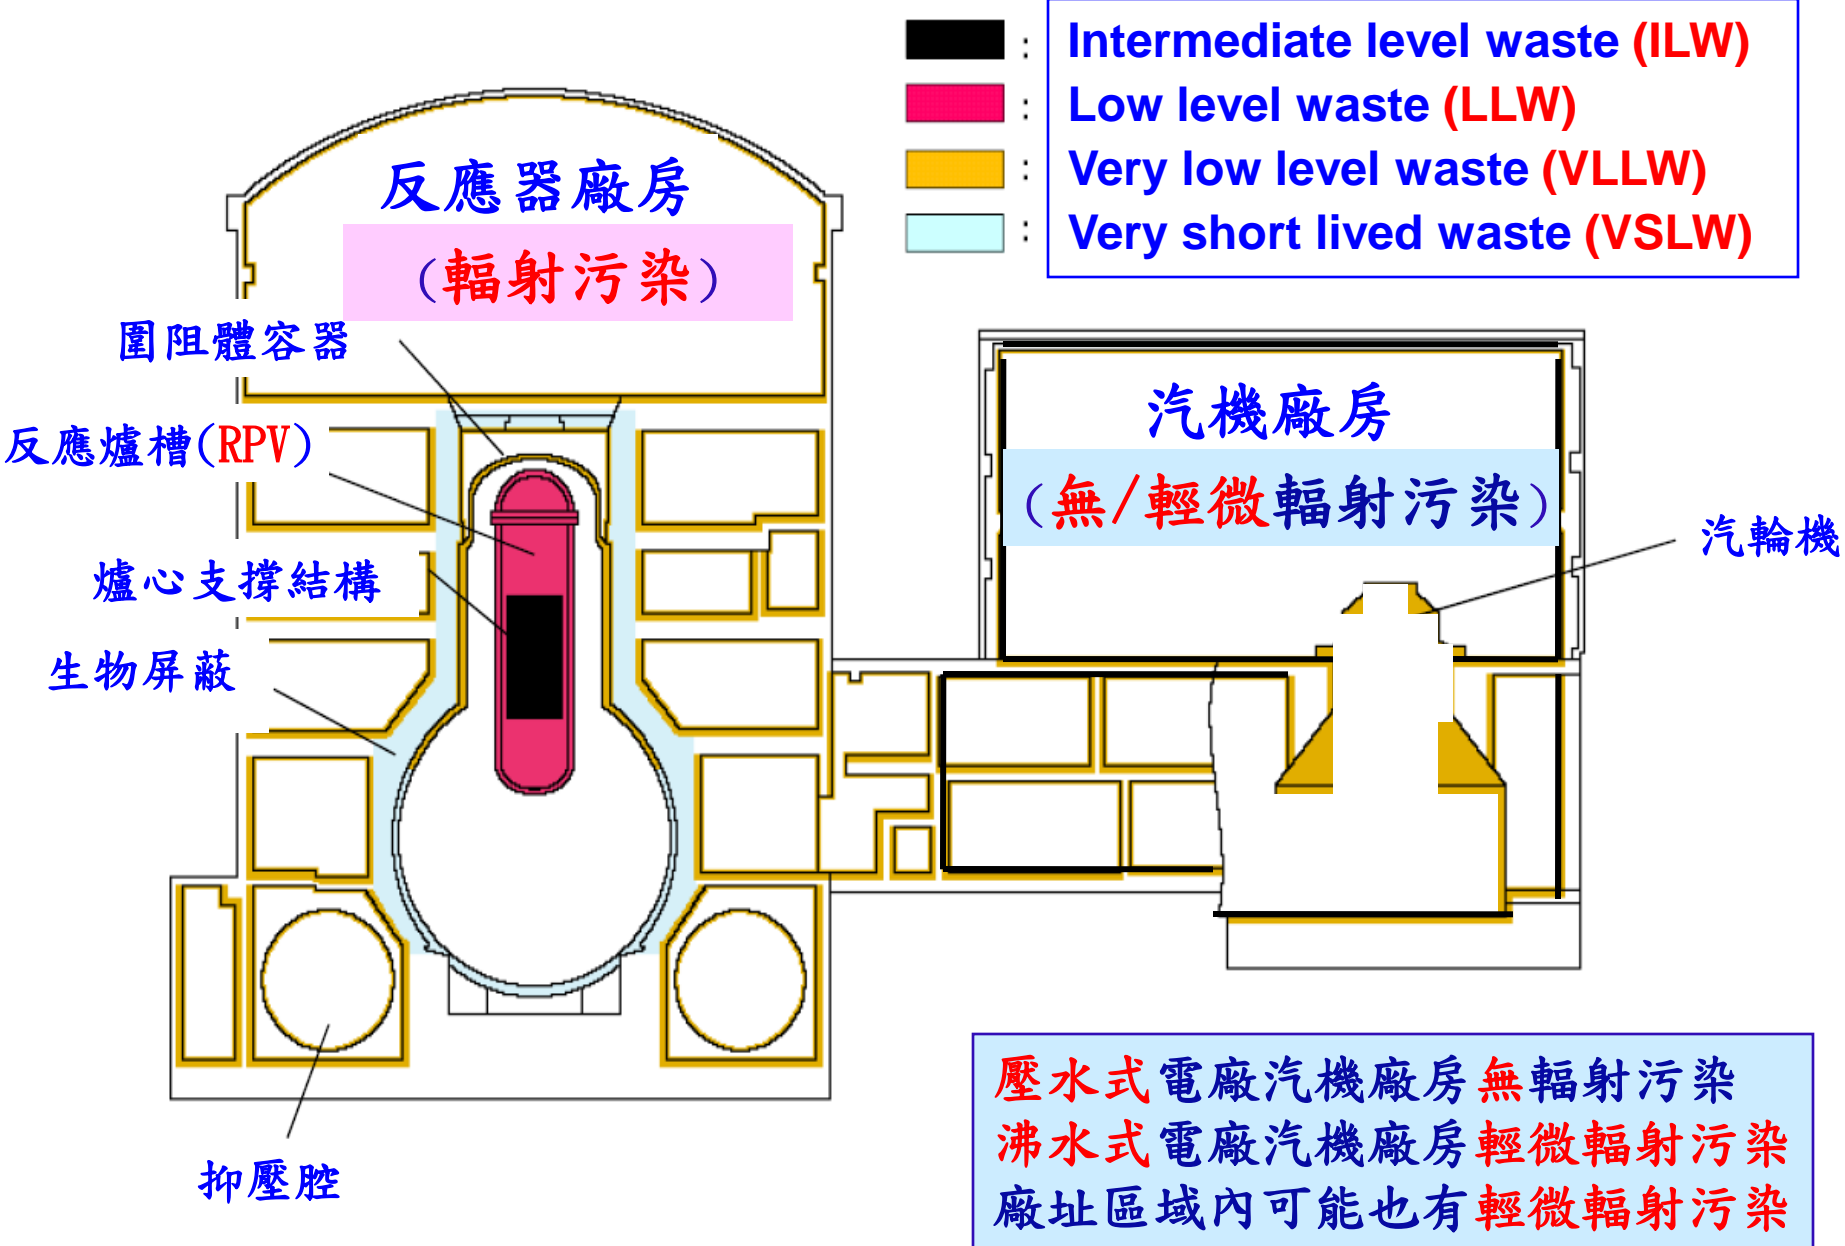 : Intermediate level waste (ILW)
: Low level waste (LLW)
: Very low level waste (VLLW)
: Very short lived waste (VSLW)
反應器廠房
(輻射污染)
圍阻體容器
反應爐槽(RPV)
爐心支撐結構
生物屏蔽
抑壓腔
汽機廠房
(無/輕微輻射污染)
汽輪機
壓水式電廠汽機廠房無輻射污染
沸水式電廠汽機廠房輕微輻射污染
廠址區域內可能也有輕微輻射污染